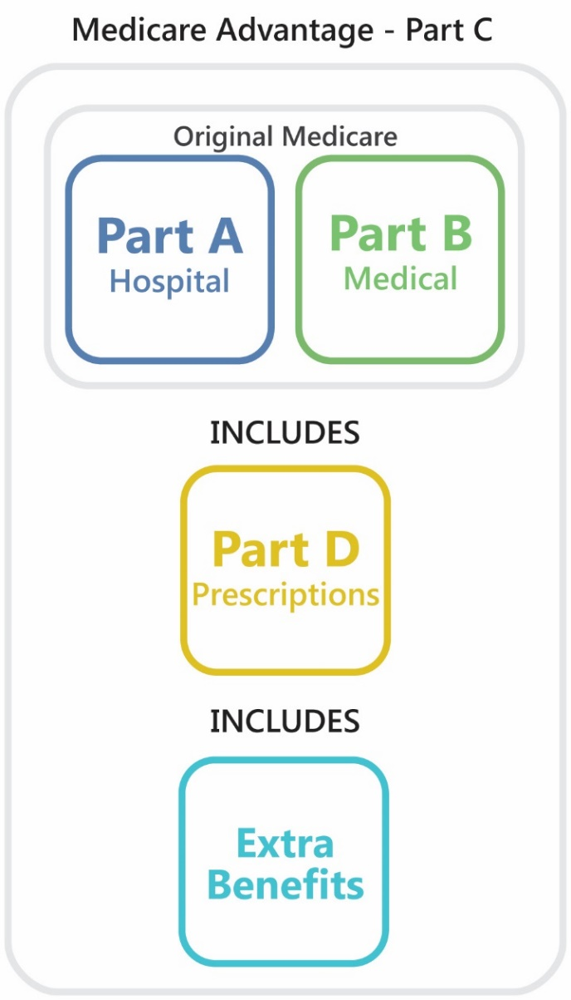 Medicare Advantage - Part C
Original Medicare
Part A
Hospital
Part B
Medical
INCLUDES
Part D
Prescriptions
INCLUDES
Extra
Benefits